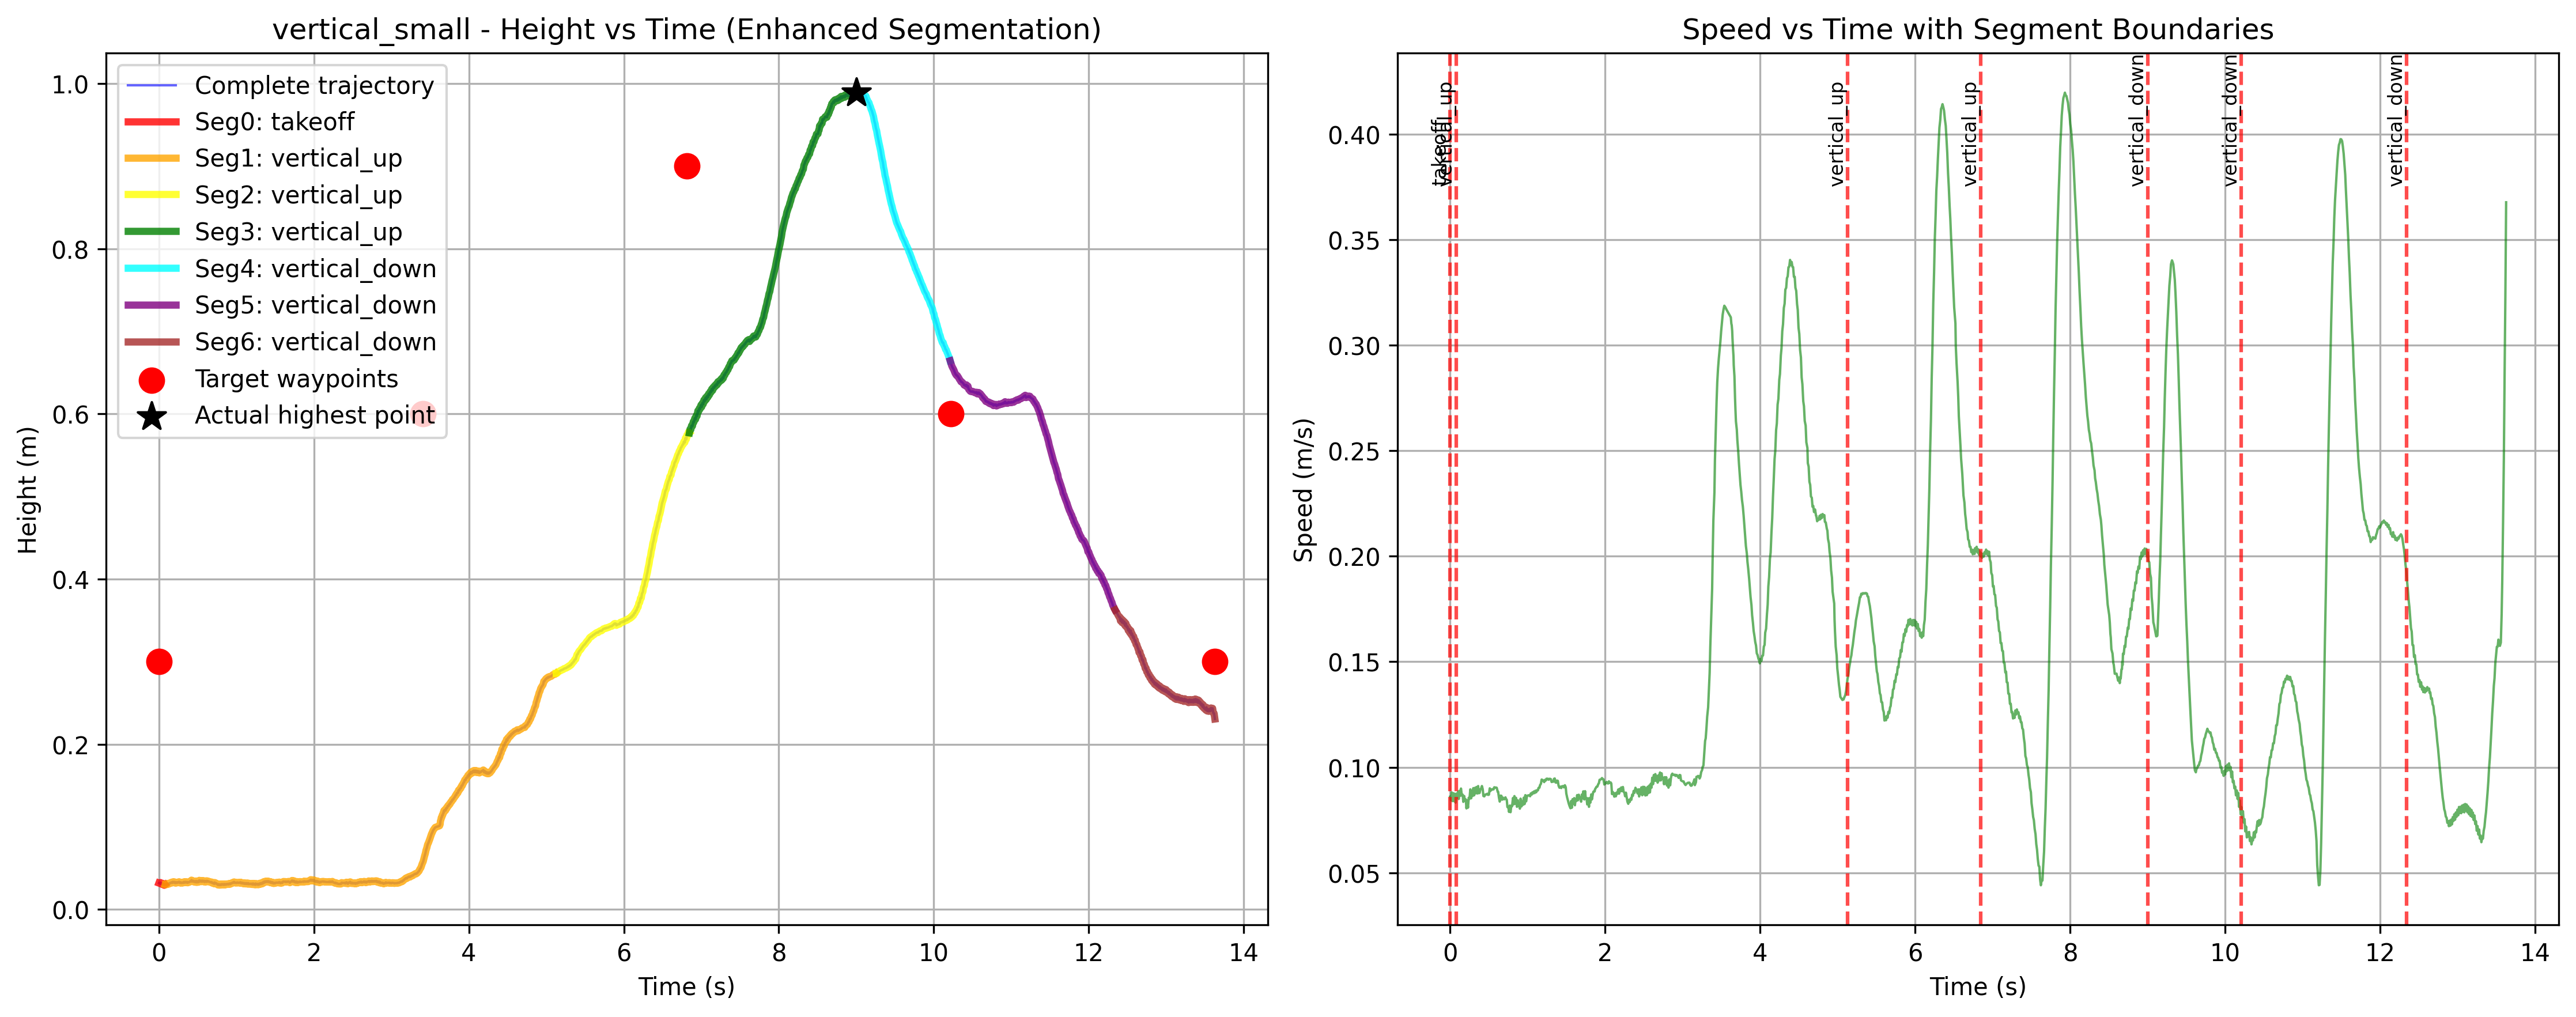 vertical_small - Height vs Time (Enhanced Segmentation)
Complete trajectory
Seg0: takeoff
Seg1: vertical_up
Seg2: vertical_up
Seg3: vertical_up
Seg4: vertical_down
Seg5: vertical_down
Seg6: vertical_down
Target waypoints
Actual highest point
Height (m)
1.0
0.8
0.6
0.4
0.2
0.0
0 2 4 6 8 10 12 14
Time (s)
Speed vs Time with Segment Boundaries
takeoff
vertical_up
vertical_up
vertical_up
vertical_down
vertical_down
vertical_down
Speed (m/s)
0.40
0.35
0.30
0.25
0.20
0.15
0.10
0.05
0 2 4 6 8 10 12 14
Time (s)